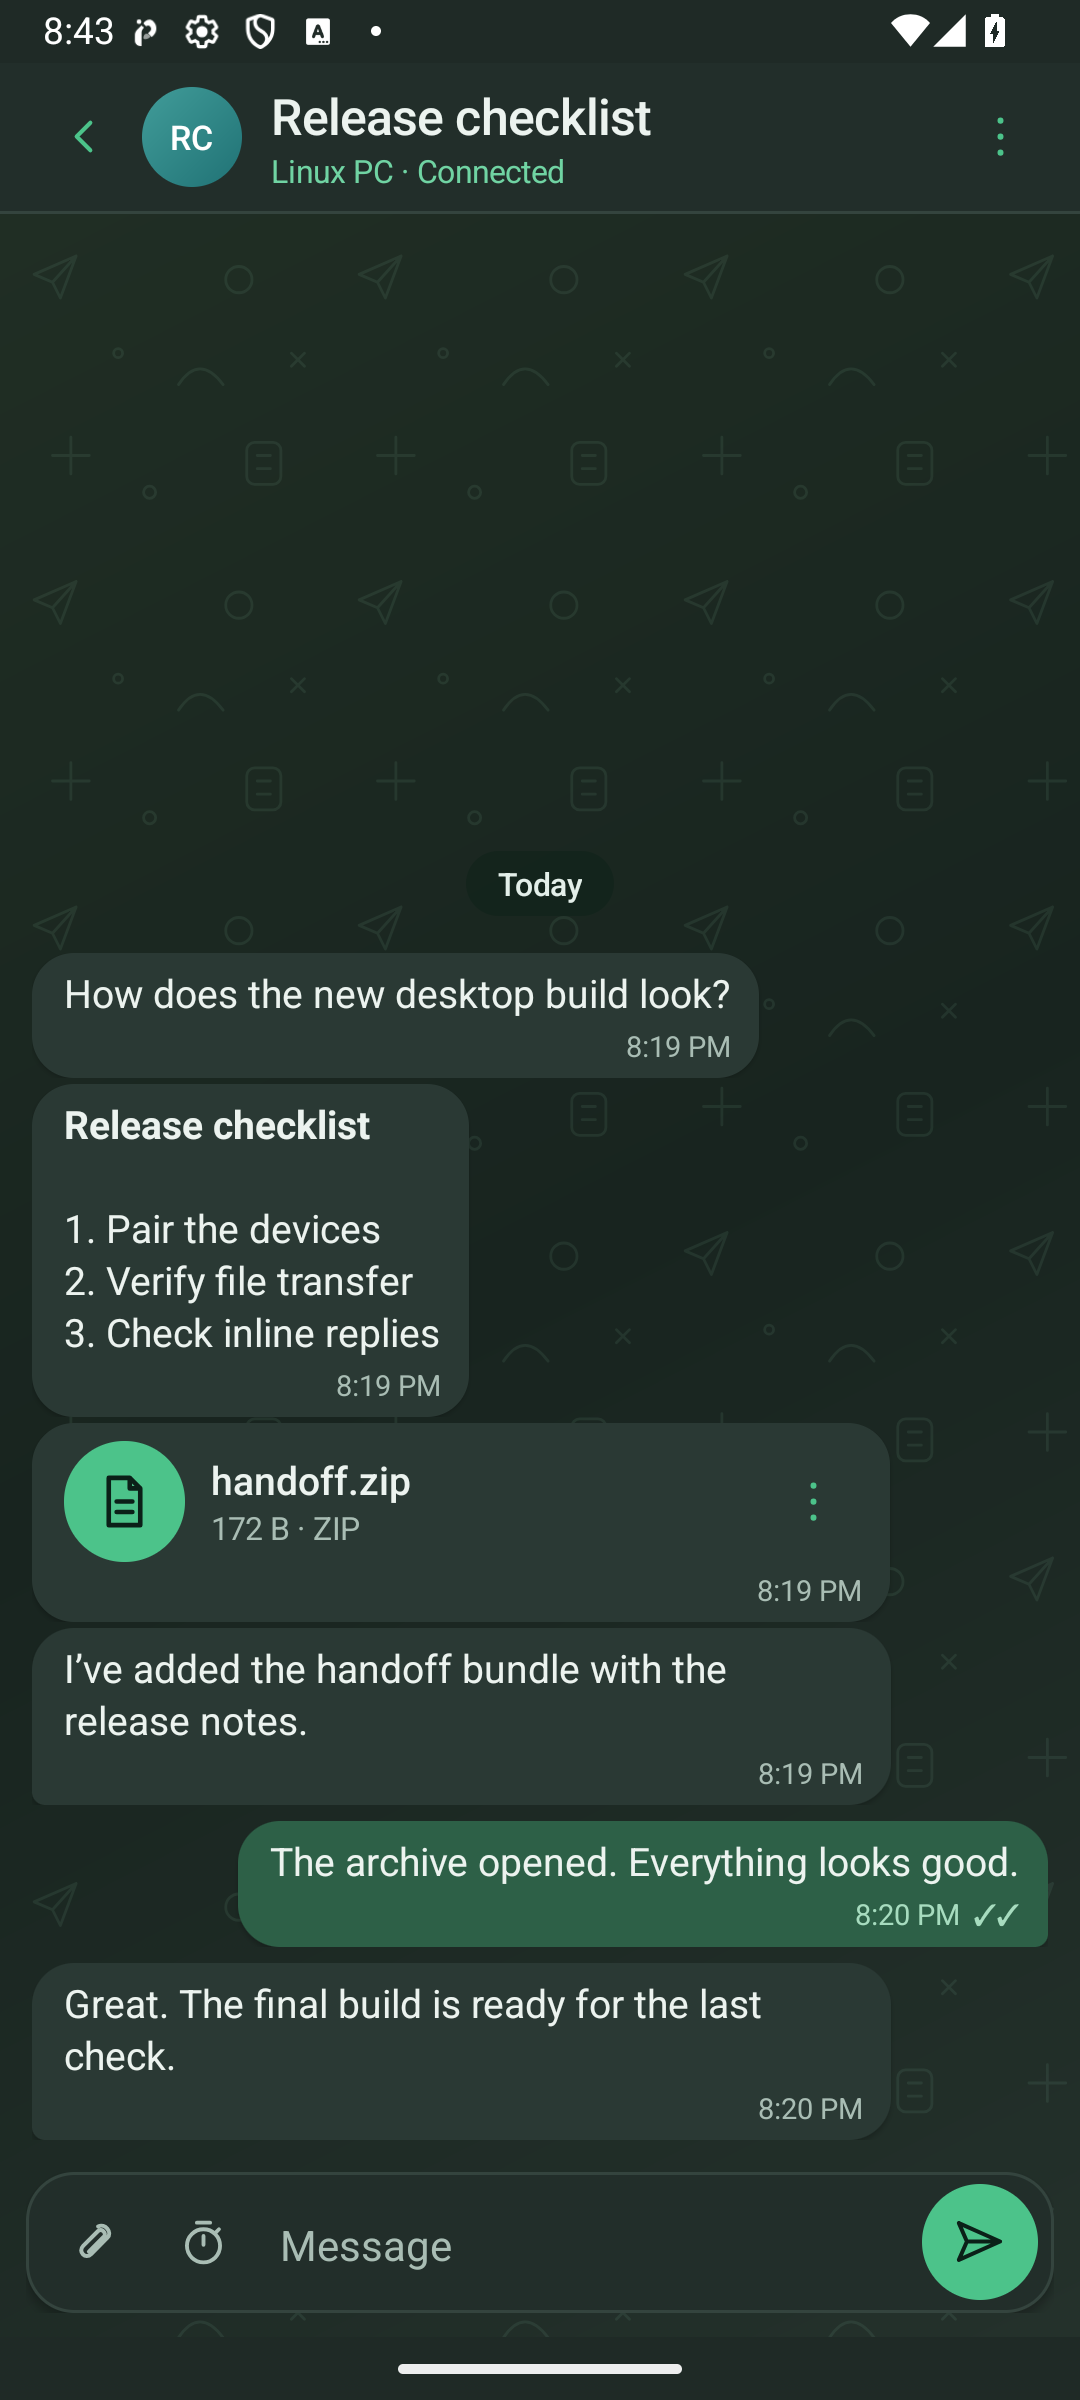 8:43
RC
Release checklist
Linux PC · Connected
Today
How does the new desktop build look?
8:19 PM
Release checklist
1. Pair the devices
2. Verify file transfer
3. Check inline replies
8:19 PM
handoff.zip
172 B · ZIP
8:19 PM
I’ve added the handoff bundle with the
release notes.
8:19 PM
The archive opened. Everything looks good.
8:20 PM
Great. The final build is ready for the last
check.
8:20 PM
Message